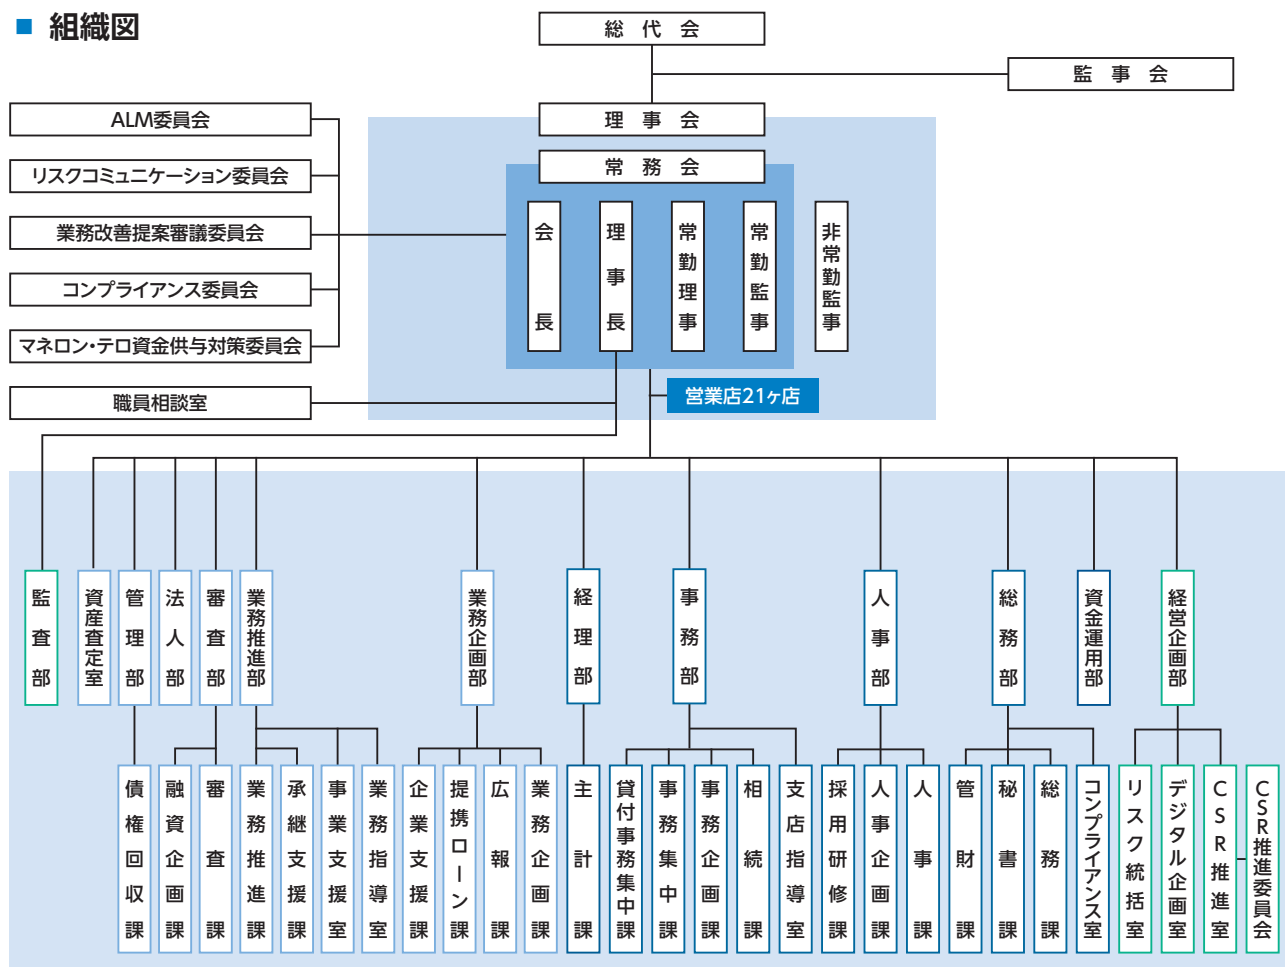 ■ 組織図
総代会
監事会
理事会
常務会
ALM委員会
リスクコミュニケーション委員会
業務改善提案審議委員会
コンプライアンス委員会
マネロン・テロ資金供与対策委員会
職員相談室
会長
理事長
常勤理事
常勤監事
非常勤監事
営業店21ヶ店
監査部
資産査定室
管理部
法人部
審査部
業務推進部
業務企画部
経理部
事務部
人事部
総務部
資金運用部
経営企画部
債権回収課
融資企画課
審査課
業務推進課
承継支援課
事業支援室
業務指導室
企業支援課
提携ローン課
広報課
業務企画課
主計課
貸付事務集中課
事務集中課
事務企画課
相続課
支店指導室
採用研修課
人事企画課
人事課
管財課
秘書課
総務課
コンプライアンス室
リスク統括室
デジタル企画室
CSR推進室
CSR推進委員会